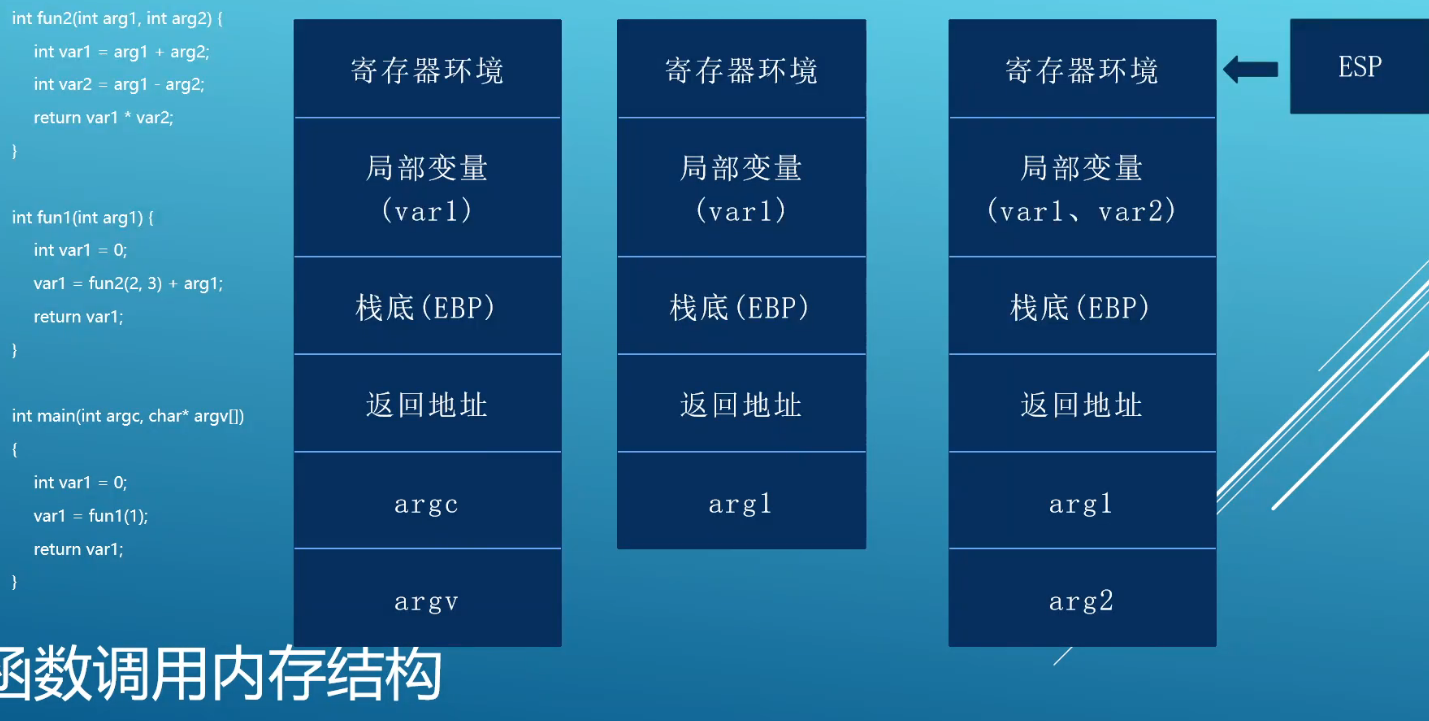 int fun2(int arg1, int arg2) {
int var1 = arg1 + arg2;
int var2 = arg1 - arg2;
return var1 * var2;
}
int fun1(int arg1) {
int var1 = 0;
var1 = fun2(2, 3) + arg1;
return var1;
}
int main(int argc, char* argv[])
{
int var1 = 0;
var1 = fun1(1);
return var1;
}
寄存器环境
局部变量
(var1)
栈底(EBP)
返回地址
argc
argv
寄存器环境
局部变量
(var1)
栈底(EBP)
返回地址
arg1
寄存器环境
局部变量
(var1、var2)
栈底(EBP)
返回地址
arg1
arg2
ESP
函数调用内存结构